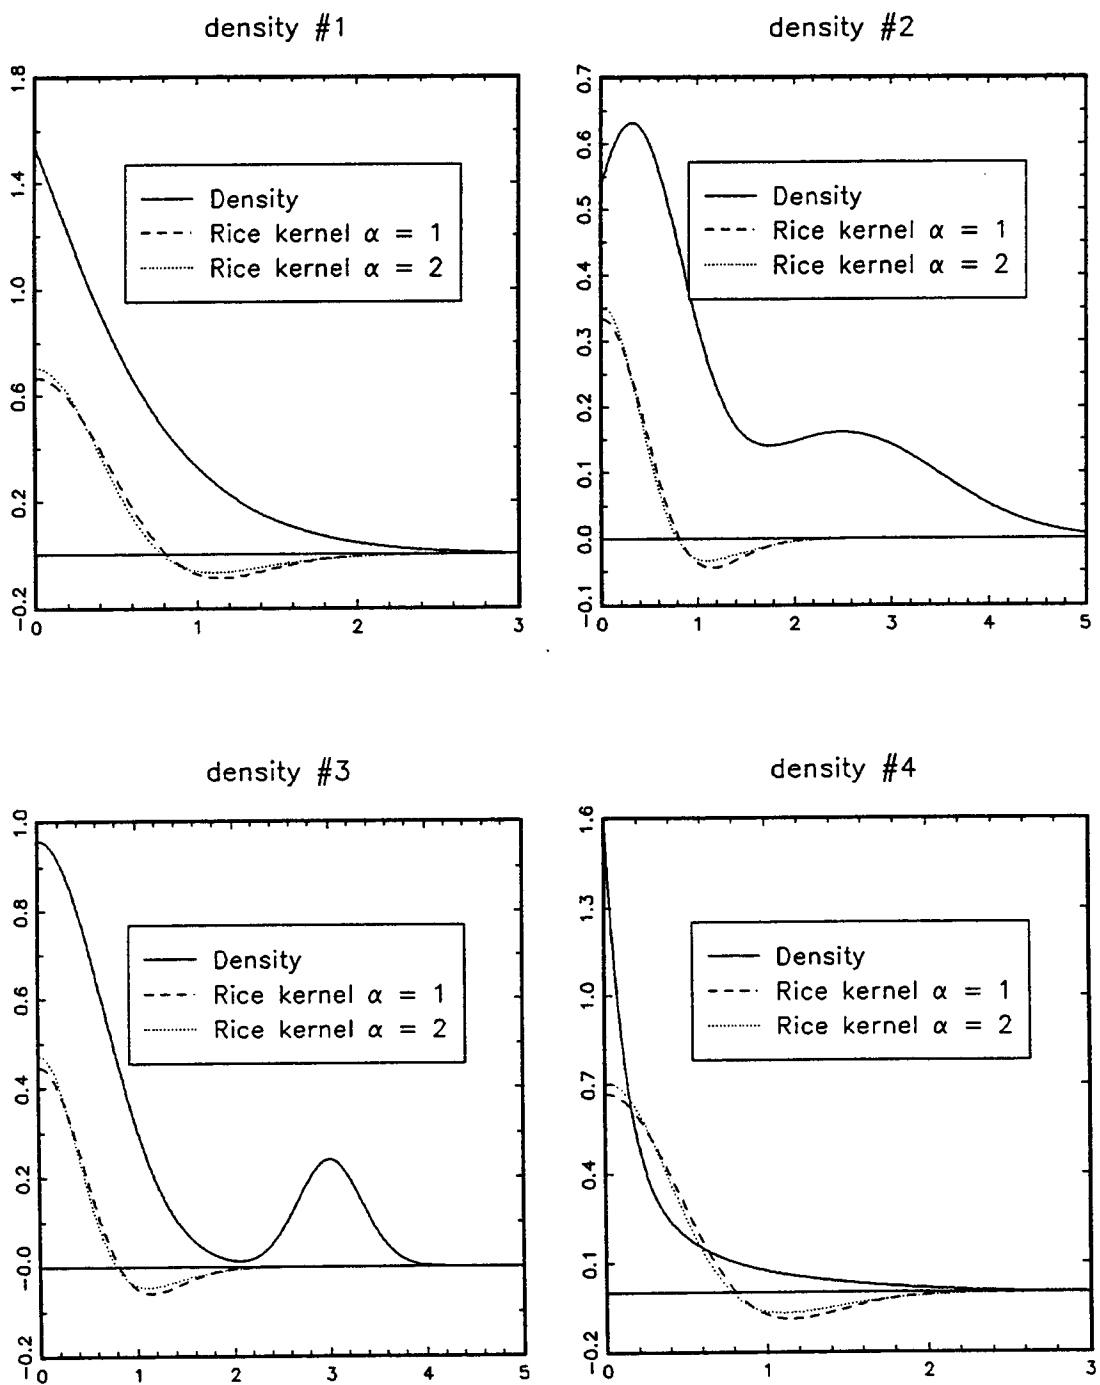 density #1
1.8
1.4
1.0
0.6
0.2
-0.2
Density
Rice kernel α = 1
Rice kernel α = 2
0 1 2 3
density #2
0.7
0.6
0.5
0.4
0.3
0.2
0.1
0.0
-0.1
Density
Rice kernel α = 1
Rice kernel α = 2
0 1 2 3 4 5
density #3
1.0
0.8
0.6
0.4
0.2
-0.0
-0.2
Density
Rice kernel α = 1
Rice kernel α = 2
0 1 2 3 4 5
density #4
1.6
1.3
1.0
0.7
0.4
0.1
-0.2
Density
Rice kernel α = 1
Rice kernel α = 2
0 1 2 3